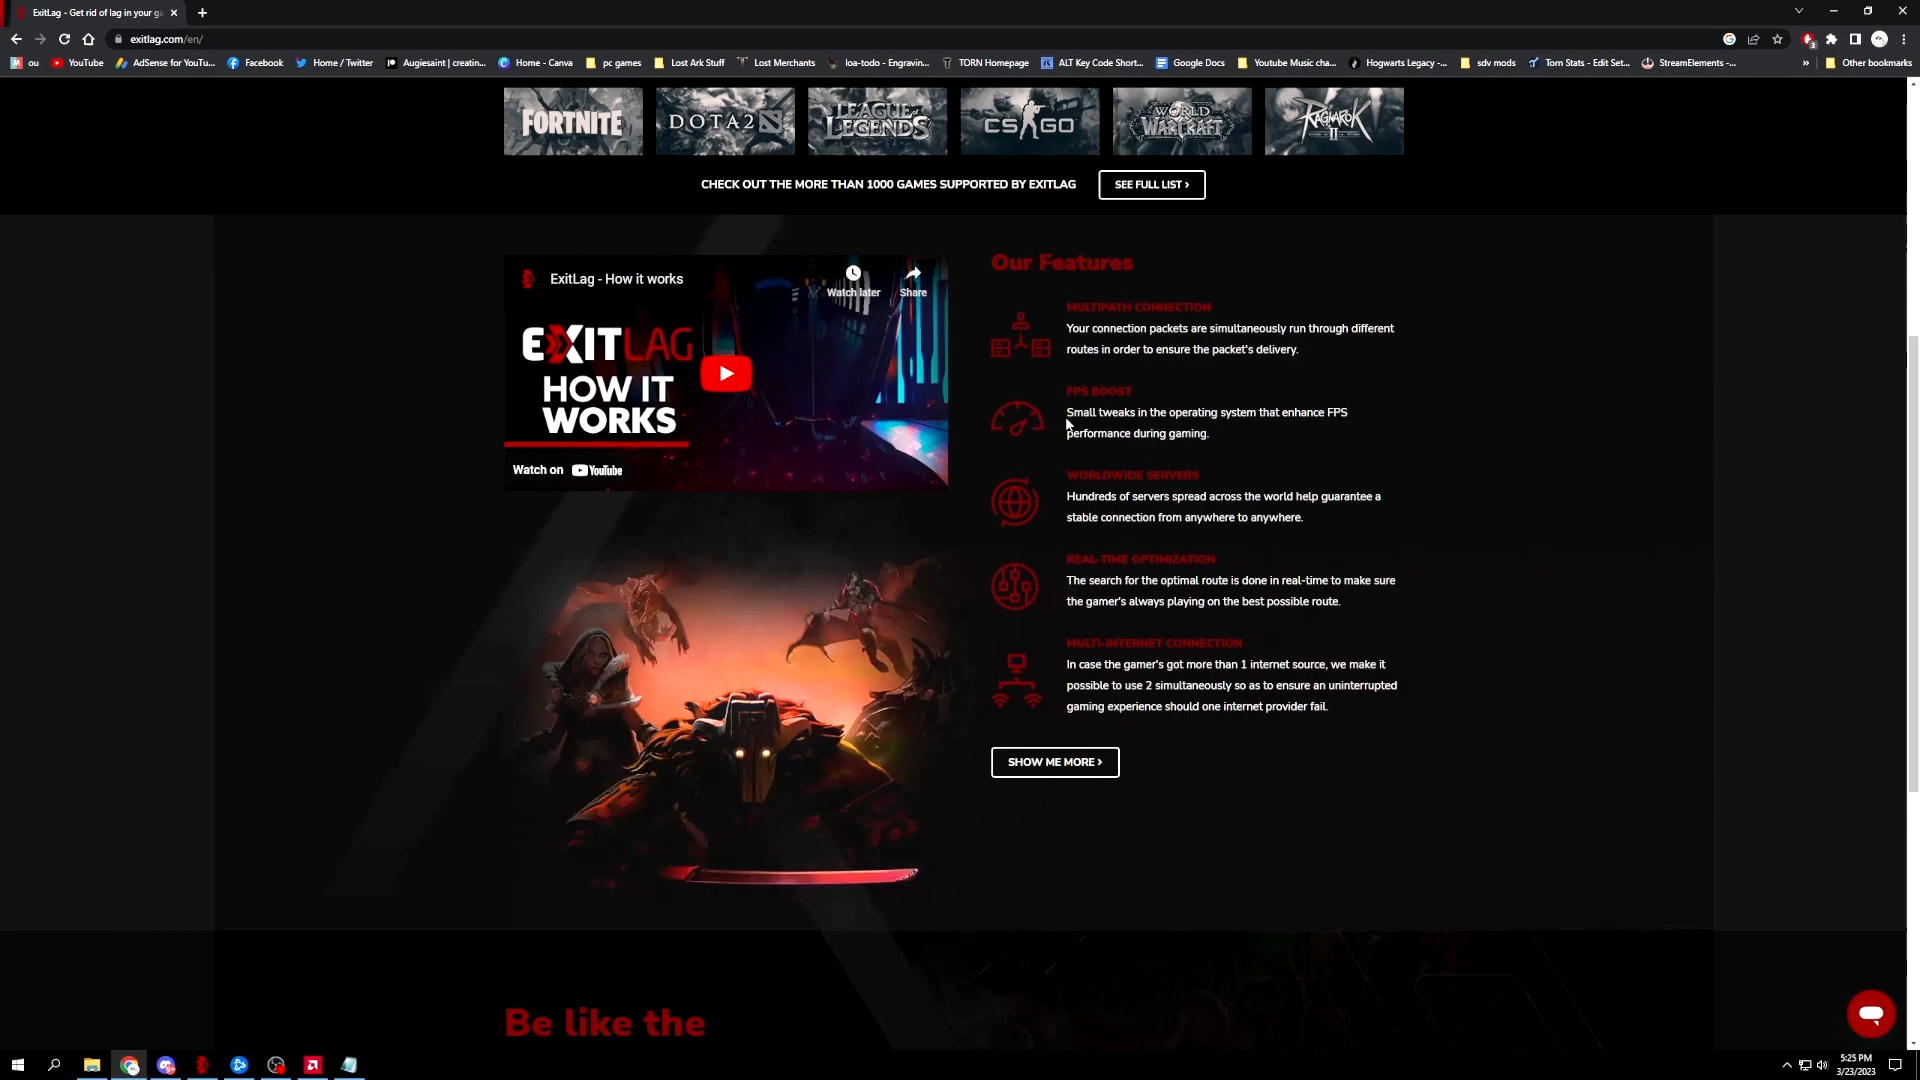 ExitLag - Get rid of lag in your ga
exitlag.com/en/
ou
YouTube
AdSense for YouTu...
Facebook
Home / Twitter
Augiesaint | creatin...
Home - Canva
pc games
Lost Ark Stuff
Lost Merchants
loa-todo - Engravin...
TORN Homepage
ALT Key Code Short...
Google Docs
Youtube Music cha...
Hogwarts Legacy -...
sdv mods
Torn Stats - Edit Set...
StreamElements -...
»
Other bookmarks
FORTNITE
DOTA 2
LEAGUE OF LEGENDS
CS GO
WORLD OF WARCRAFT
RAGNAROK II
CHECK OUT THE MORE THAN 1000 GAMES SUPPORTED BY EXITLAG
SEE FULL LIST ›
ExitLag - How it works
Watch later
Share
EXITLAG
HOW IT
WORKS
Watch on YouTube
Our Features
MULTIPATH CONNECTION
Your connection packets are simultaneously run through different
routes in order to ensure the packet's delivery.
FPS BOOST
Small tweaks in the operating system that enhance FPS
performance during gaming.
WORLDWIDE SERVERS
Hundreds of servers spread across the world help guarantee a
stable connection from anywhere to anywhere.
REAL-TIME OPTIMIZATION
The search for the optimal route is done in real-time to make sure
the gamer's always playing on the best possible route.
MULTI-INTERNET CONNECTION
In case the gamer's got more than 1 internet source, we make it
possible to use 2 simultaneously so as to ensure an uninterrupted
gaming experience should one internet provider fail.
SHOW ME MORE ›
Be like the
5:25 PM
3/23/2023